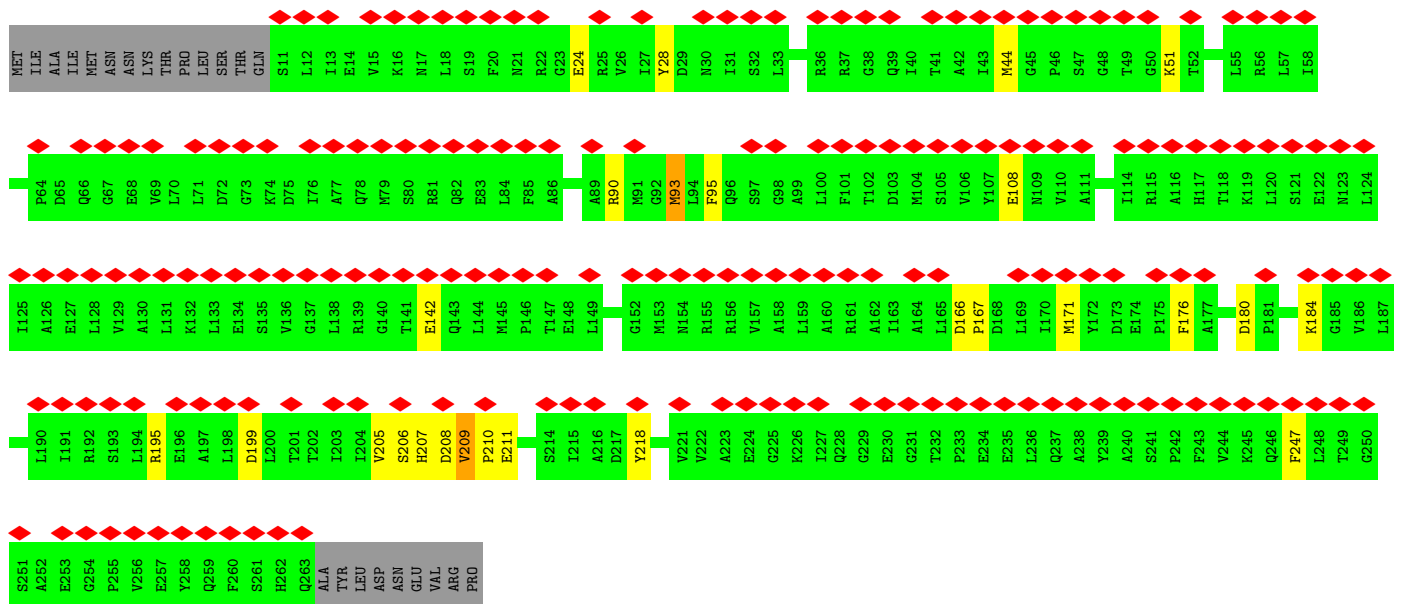 MET ILE ALA ILE MET ASN ASN LYS THR PRO LEU SER THR GLN S11 L12 I13 E14 V15 K16 N17 L18 S19 F20 N21 R22 G23 E24 R25 V26 I27 Y28 D29 N30 I31 S32 L33 R36 R37 G38 Q39 I40 T41 A42 I43 M44 G45 P46 S47 G48 T49 G50 K51 T52 L55 R56 L57 I58
P64 D65 Q66 G67 E68 V69 L70 L71 D72 G73 K74 D75 I76 A77 Q78 M79 S80 R81 Q82 E83 L84 F85 A86 A89 R90 M91 G92 M93 L94 F95 Q96 S97 G98 A99 L100 F101 T102 D103 M104 S105 V106 Y107 E108 N109 V110 A111 I114 R115 A116 H117 T118 K119 L120 S121 E122 N123 L124
I125 A126 E127 L128 V129 A130 L131 K132 L133 E134 S135 V136 G137 L138 R139 G140 T141 E142 Q143 L144 M145 P146 T147 E148 L149 G152 M153 N154 R155 R156 V157 A158 L159 A160 R161 A162 I163 A164 L165 D166 P167 D168 L169 I170 M171 Y172 D173 E174 P175 F176 A177 D180 P181 K184 G185 V186 L187
L190 I191 R192 S193 L194 R195 E196 A197 L198 D199 L200 T201 T202 I203 I204 V205 S206 H207 D208 V209 P210 E211 S214 I215 A216 D217 Y218 V221 V222 A223 E224 G225 K226 I227 Q228 G229 E230 G231 T232 P233 E234 E235 L236 Q237 A238 Y239 A240 S241 P242 F243 V244 K245 Q246 F247 L248 T249 G250
S251 A252 E253 G254 P255 V256 E257 Y258 Q259 F260 S261 H262 Q263 ALA TYR LEU ASP ASN GLU VAL ARG PRO